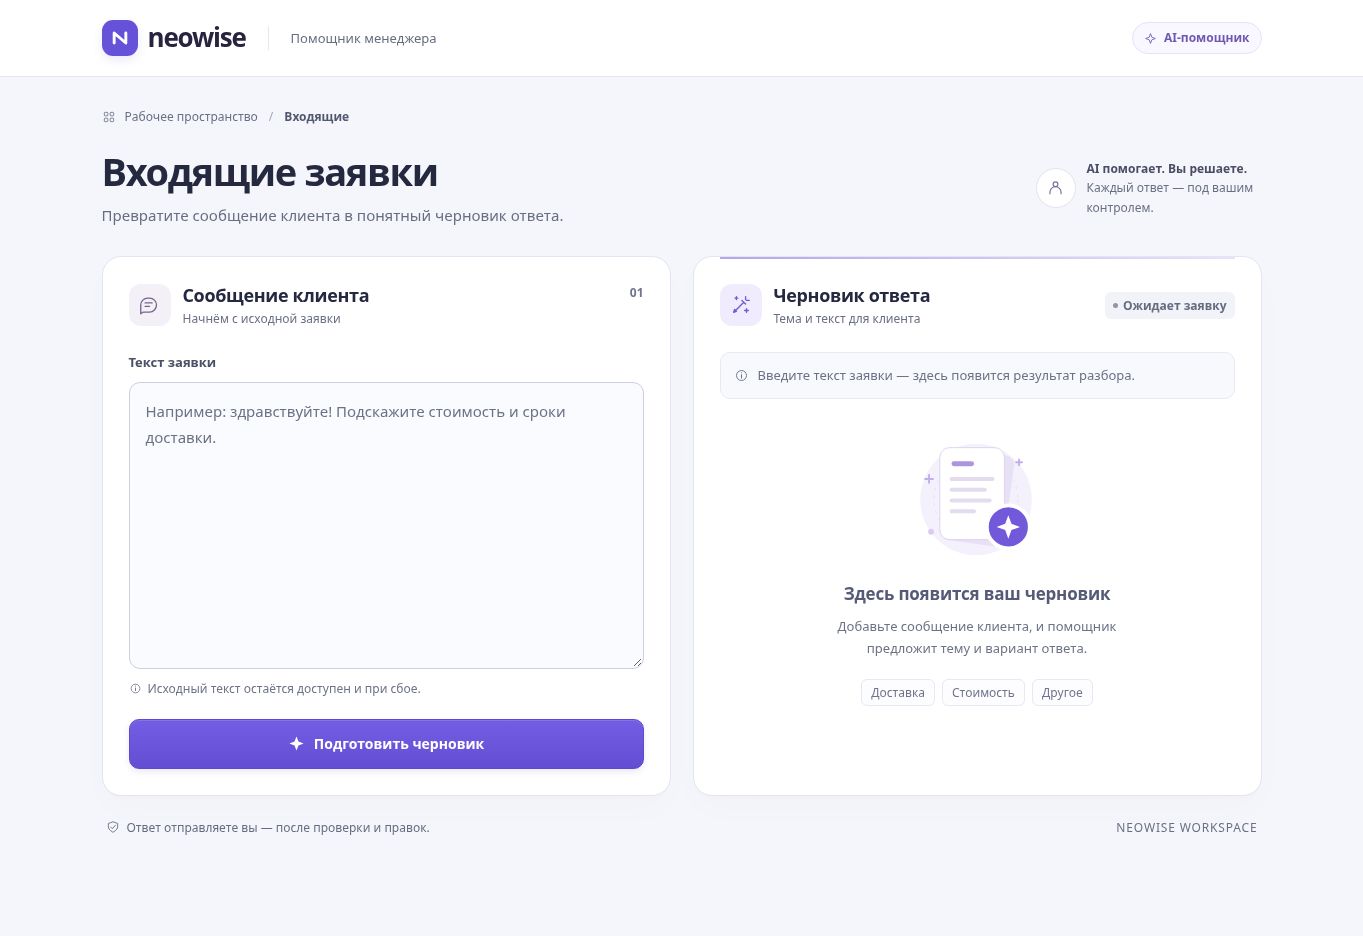 neowise
Помощник менеджера
AI-помощник
Рабочее пространство / Входящие
Входящие заявки
Превратите сообщение клиента в понятный черновик ответа.
AI помогает. Вы решаете.
Каждый ответ — под вашим
контролем.
Сообщение клиента
01
Начнём с исходной заявки
Текст заявки
Например: здравствуйте! Подскажите стоимость и сроки
доставки.
Исходный текст остаётся доступен и при сбое.
Подготовить черновик
Черновик ответа
Тема и текст для клиента
Ожидает заявку
Введите текст заявки — здесь появится результат разбора.
Здесь появится ваш черновик
Добавьте сообщение клиента, и помощник
предложит тему и вариант ответа.
Доставка
Стоимость
Другое
Ответ отправляете вы — после проверки и правок.
NEOWISE WORKSPACE